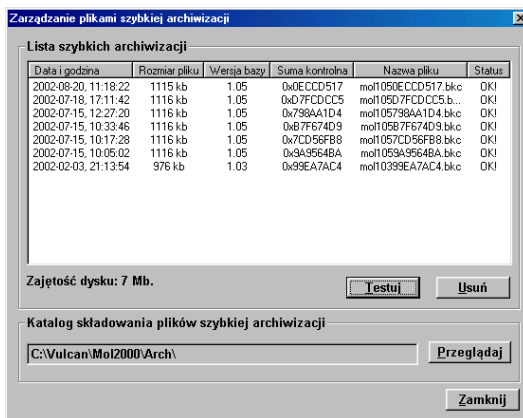 Zarządzanie plikami szybkiej archiwizacji
Lista szybkich archiwizacji
Data i godzina Rozmiar pliku Wersja bazy Suma kontrolna Nazwa pliku Status
2002-08-20, 11:18:22 1115 kb 1.05 0x0ECCD517 mol1050ECCD517.bkc OK!
2002-07-18, 17:11:42 1116 kb 1.05 0xD7FCDCC5 mol105D7FCDCC5.b... OK!
2002-07-15, 12:27:20 1116 kb 1.05 0x798AA1D4 mol105798AA1D4.bkc OK!
2002-07-15, 10:33:46 1116 kb 1.05 0xB7F674D9 mol105B7F674D9.bkc OK!
2002-07-15, 10:17:28 1116 kb 1.05 0x7CD56FB8 mol1057CD56FB8.bkc OK!
2002-07-15, 10:05:02 1116 kb 1.05 0x9A9564BA mol1059A9564BA.bkc OK!
2002-02-03, 21:13:54 976 kb 1.03 0x99EA7AC4 mol10399EA7AC4.bkc OK!
Zajętość dysku: 7 Mb.
Testuj Usuń
Katalog składowania plików szybkiej archiwizacji
C:\Vulcan\Mol2000\Arch\ Przeglądaj
Zamknij